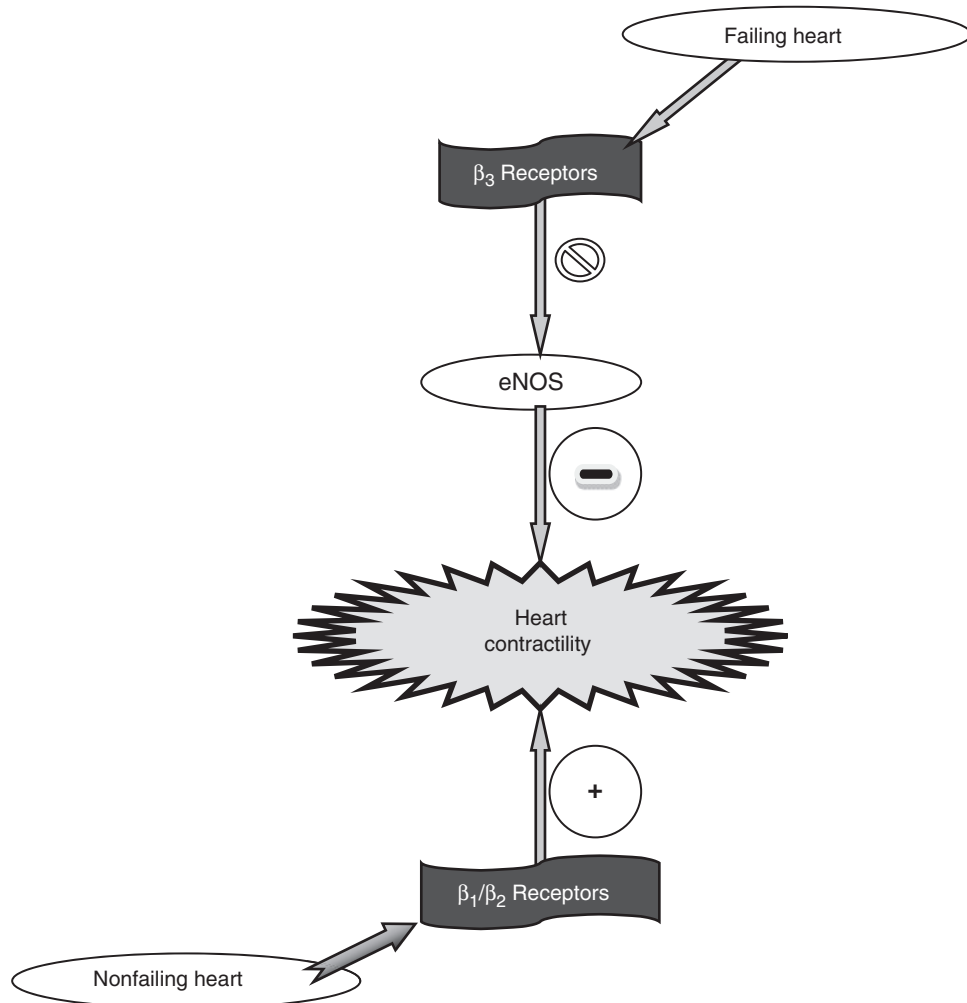 Failing heart
β₃ Receptors
eNOS
Heart
contractility
+
β₁/β₂ Receptors
Nonfailing heart